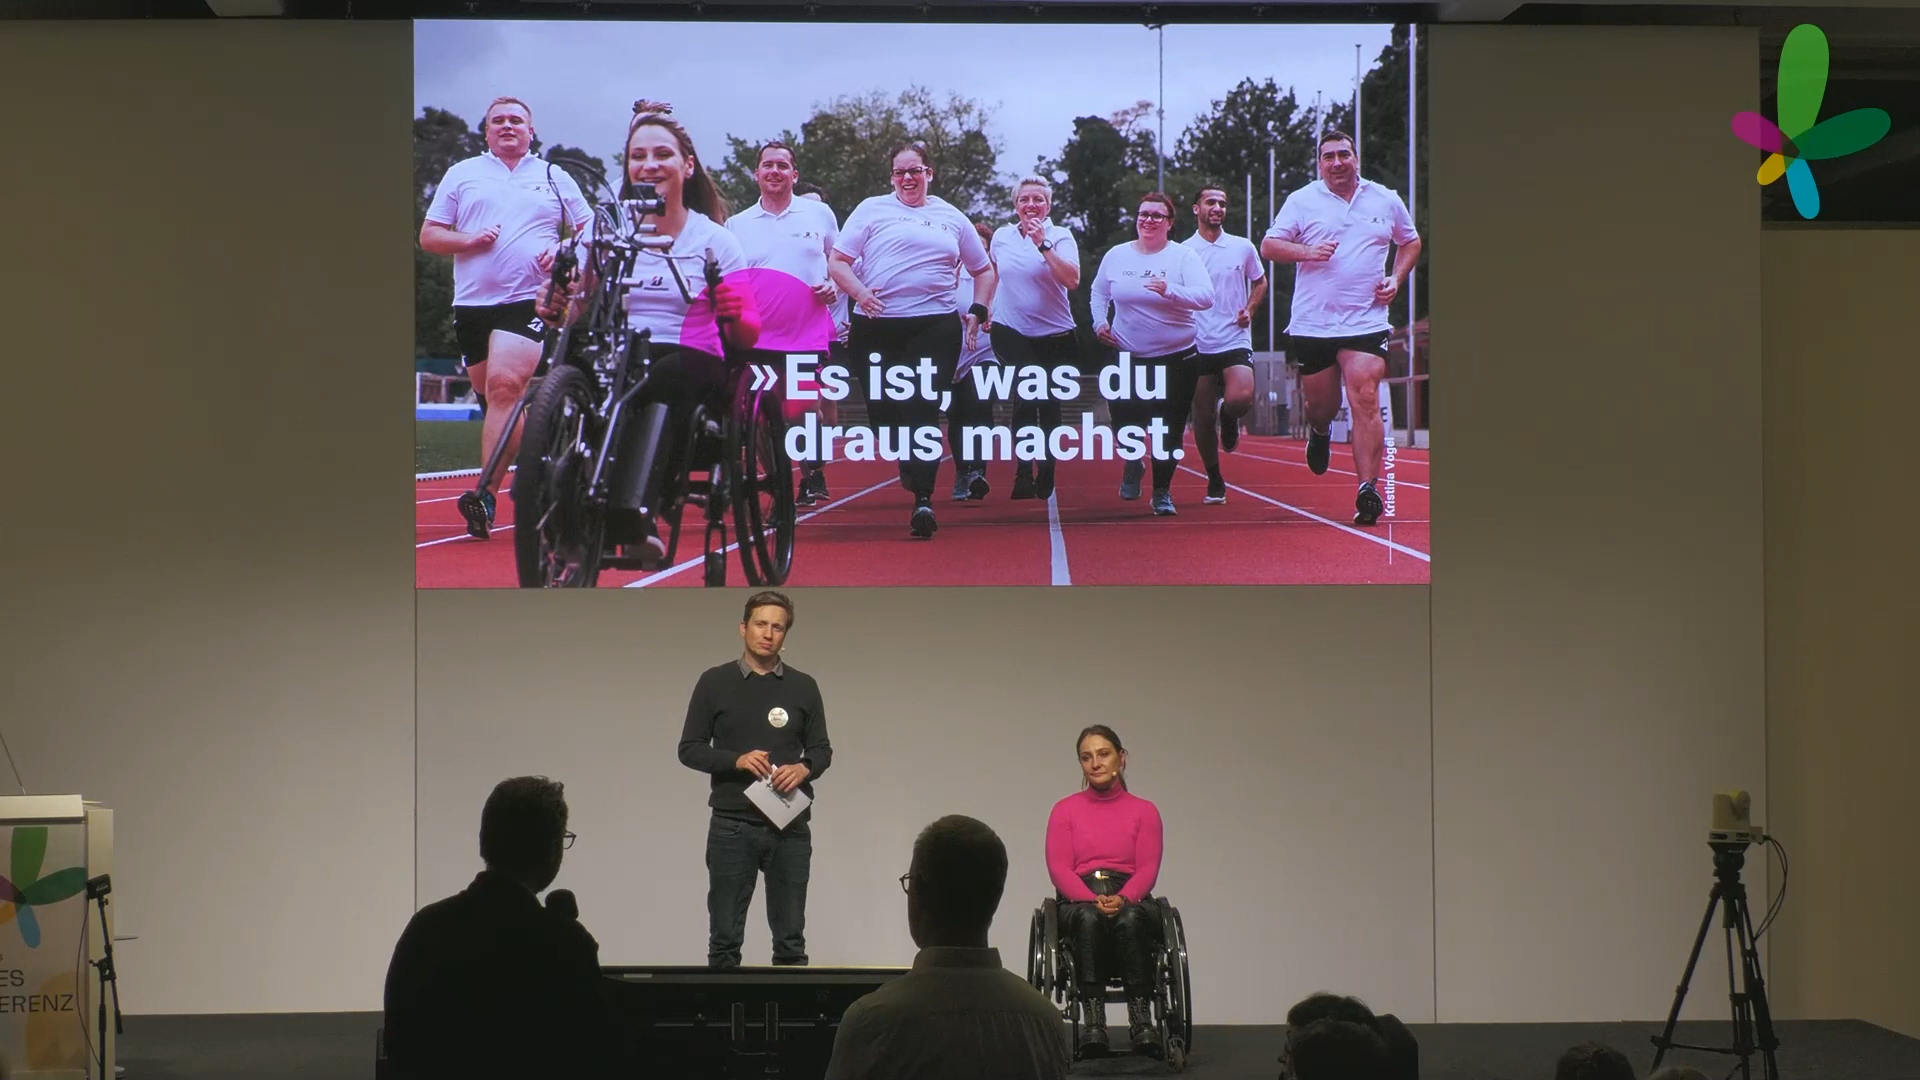 »Es ist, was du
draus machst.
Kristina Vogel
ES
ERENZ